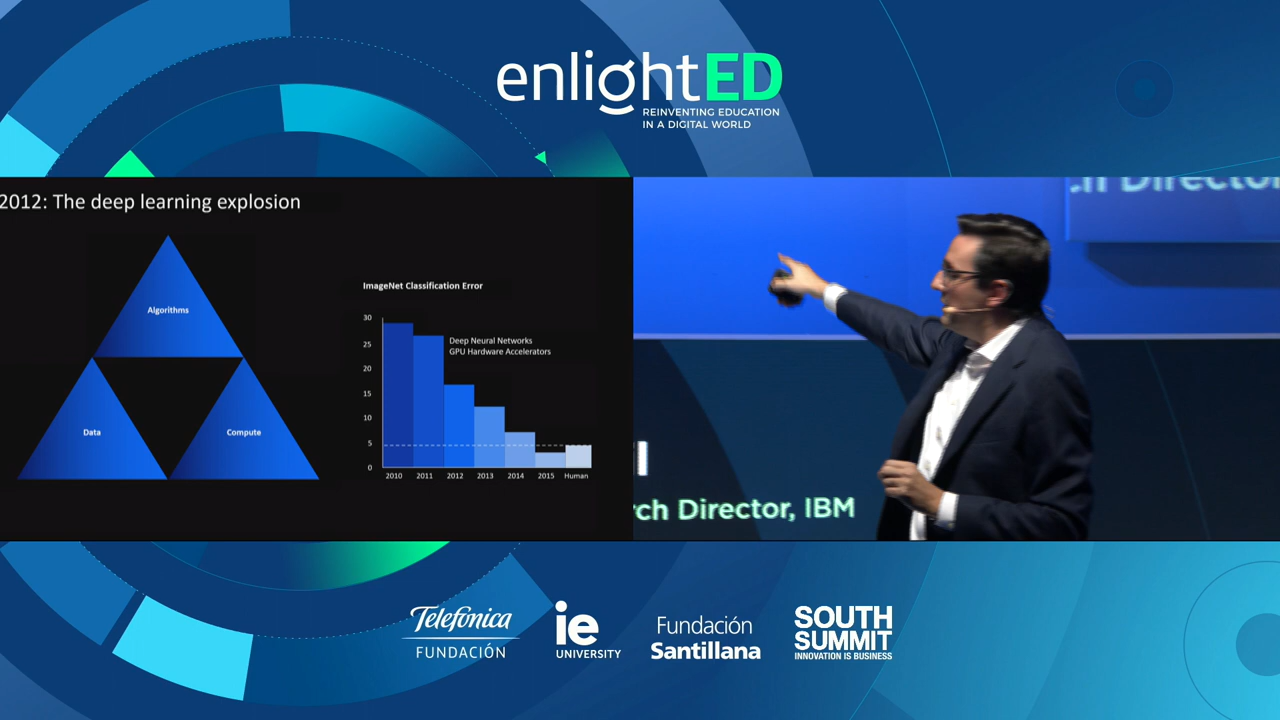 enlightED
REINVENTING EDUCATION
IN A DIGITAL WORLD
2012: The deep learning explosion
Algorithms
Data
Compute
ImageNet Classification Error
Deep Neural Networks
GPU Hardware Accelerators
30
25
20
15
10
5
0
2010 2011 2012 2013 2014 2015 Human
Director, IBM
Telefónica
FUNDACIÓN
ie
UNIVERSITY
Fundación
Santillana
SOUTH
SUMMIT
INNOVATION IS BUSINESS